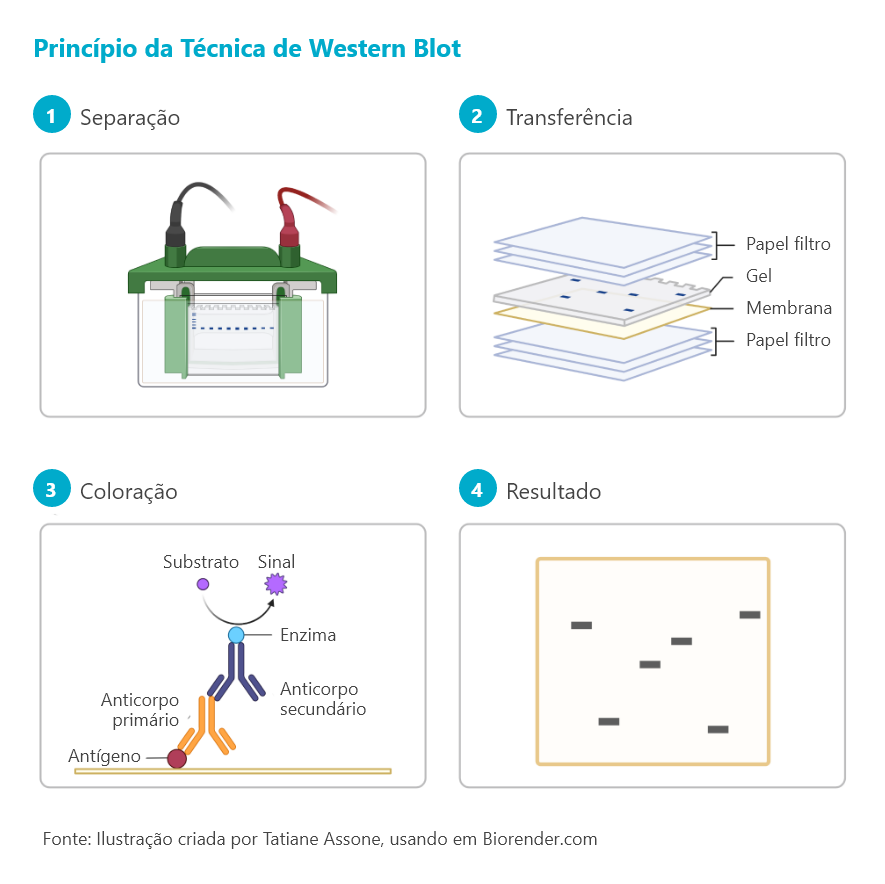 Princípio da Técnica de Western Blot
1 Separação
2 Transferência
Papel filtro
Gel
Membrana
Papel filtro
3 Coloração
4 Resultado
Substrato Sinal
Enzima
Anticorpo
secundário
Anticorpo
primário
Antígeno
Fonte: Ilustração criada por Tatiane Assone, usando em Biorender.com